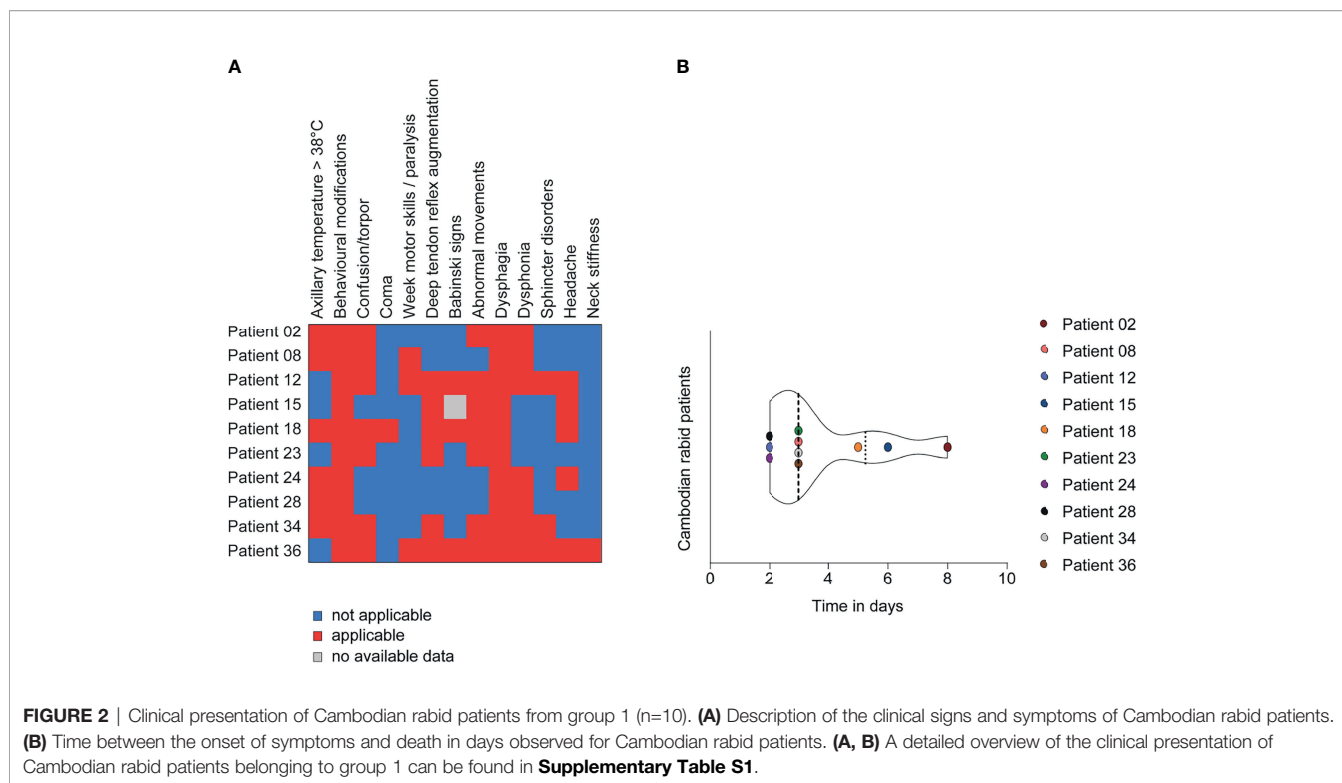 A
B
Axillary temperature > 38°C
Behavioural modifications
Confusion/torpor
Coma
Week motor skills / paralysis
Deep tendon reflex augmentation
Babinski signs
Abnormal movements
Dysphagia
Dysphonia
Sphincter disorders
Headache
Neck stiffness
Patient 02
Patient 08
Patient 12
Patient 15
Patient 18
Patient 23
Patient 24
Patient 28
Patient 34
Patient 36
not applicable
applicable
no available data
Cambodian rabid patients
0 2 4 6 8 10
Time in days
Patient 02
Patient 08
Patient 12
Patient 15
Patient 18
Patient 23
Patient 24
Patient 28
Patient 34
Patient 36
FIGURE 2 | Clinical presentation of Cambodian rabid patients from group 1 (n=10). (A) Description of the clinical signs and symptoms of Cambodian rabid patients.
(B) Time between the onset of symptoms and death in days observed for Cambodian rabid patients. (A, B) A detailed overview of the clinical presentation of
Cambodian rabid patients belonging to group 1 can be found in Supplementary Table S1.